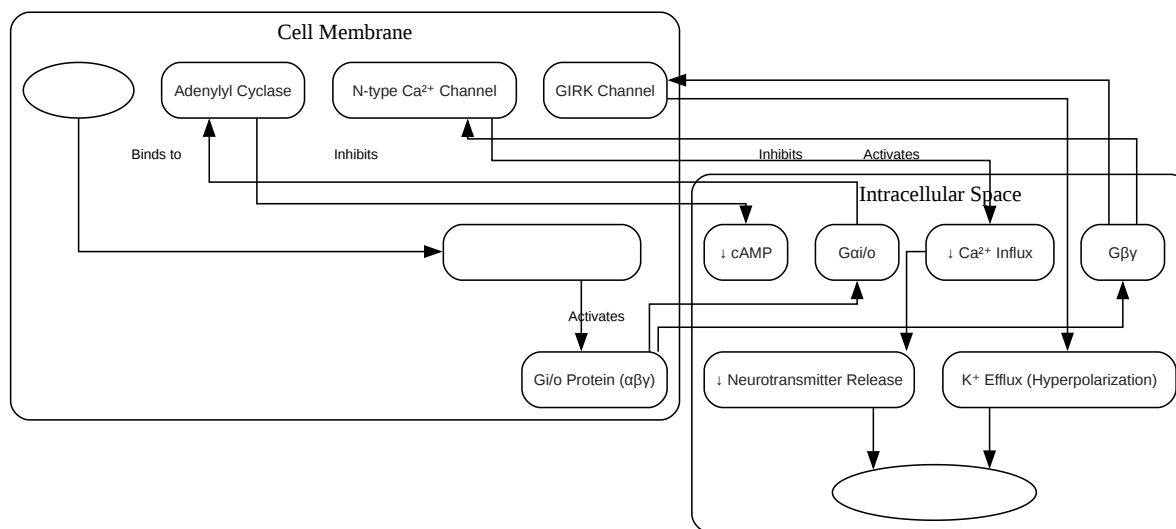 Cell Membrane
Adenylyl Cyclase
N-type Ca²⁺ Channel
GIRK Channel
Binds to
Inhibits
Inhibits
Activates
Intracellular Space
↓ cAMP
Gαi/o
↓ Ca²⁺ Influx
Gβγ
Activates
Gi/o Protein (αβγ)
↓ Neurotransmitter Release
K⁺ Efflux (Hyperpolarization)